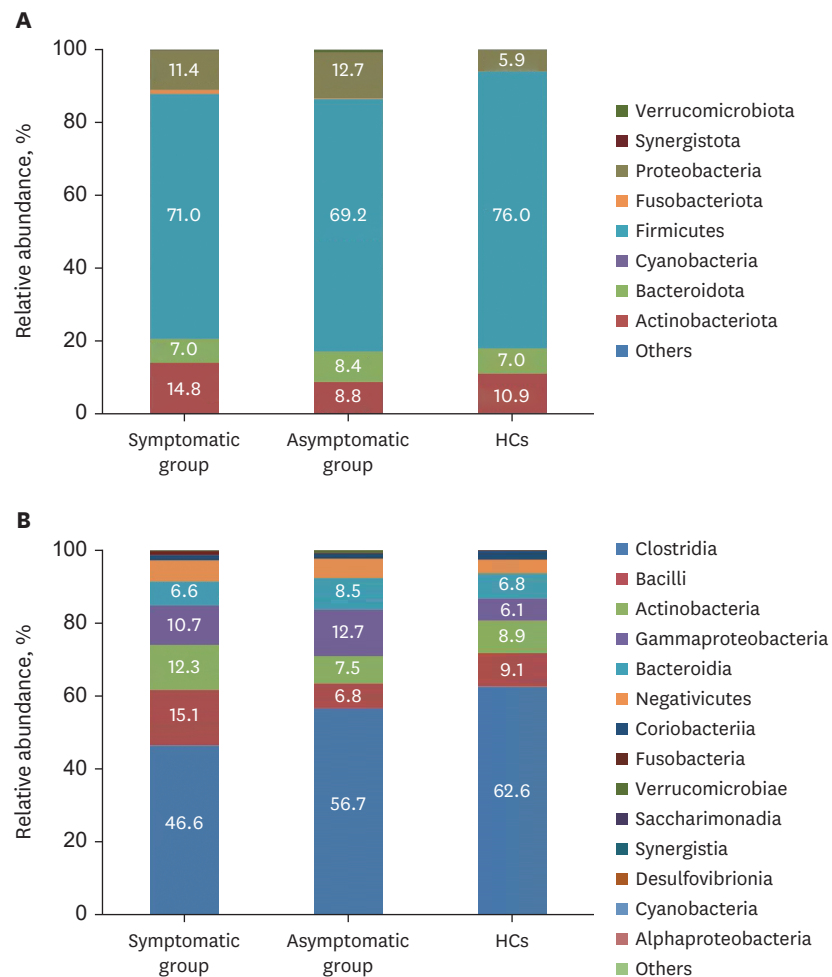 A
Relative abundance, %
100
80
60
40
20
0
11.4
71.0
7.0
14.8
12.7
69.2
8.4
8.8
5.9
76.0
7.0
10.9
Symptomatic
group
Asymptomatic
group
HCs
Verrucomicrobiota
Synergistota
Proteobacteria
Fusobacteriota
Firmicutes
Cyanobacteria
Bacteroidota
Actinobacteriota
Others
B
Relative abundance, %
100
80
60
40
20
0
6.6
10.7
12.3
15.1
46.6
8.5
12.7
7.5
6.8
56.7
6.8
6.1
8.9
9.1
62.6
Symptomatic
group
Asymptomatic
group
HCs
Clostridia
Bacilli
Actinobacteria
Gammaproteobacteria
Bacteroidia
Negativicutes
Coriobacteriia
Fusobacteria
Verrucomicrobiae
Saccharimonadia
Synergistia
Desulfovibrionia
Cyanobacteria
Alphaproteobacteria
Others